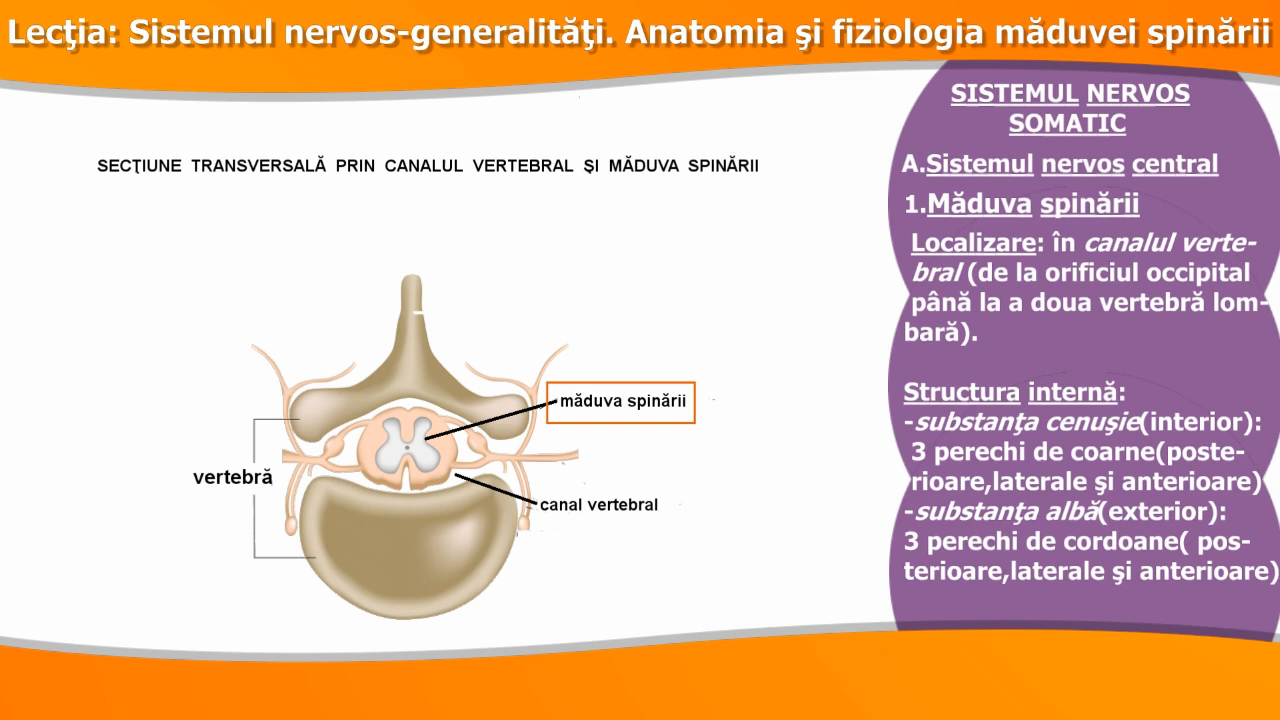 Lecţia: Sistemul nervos-generalităţi. Anatomia şi fiziologia măduvei spinării
SECŢIUNE TRANSVERSALĂ PRIN CANALUL VERTEBRAL ŞI MĂDUVA SPINĂRII
măduva spinării
vertebră
canal vertebral
SISTEMUL NERVOS
SOMATIC
A.Sistemul nervos central
1.Măduva spinării
Localizare: în canalul verte-
bral (de la orificiul occipital
până la a doua vertebră lom-
bară).
Structura internă:
-substanţa cenuşie(interior):
3 perechi de coarne(poste-
rioare,laterale şi anterioare)
-substanţa albă(exterior):
3 perechi de cordoane( pos-
terioare,laterale şi anterioare)